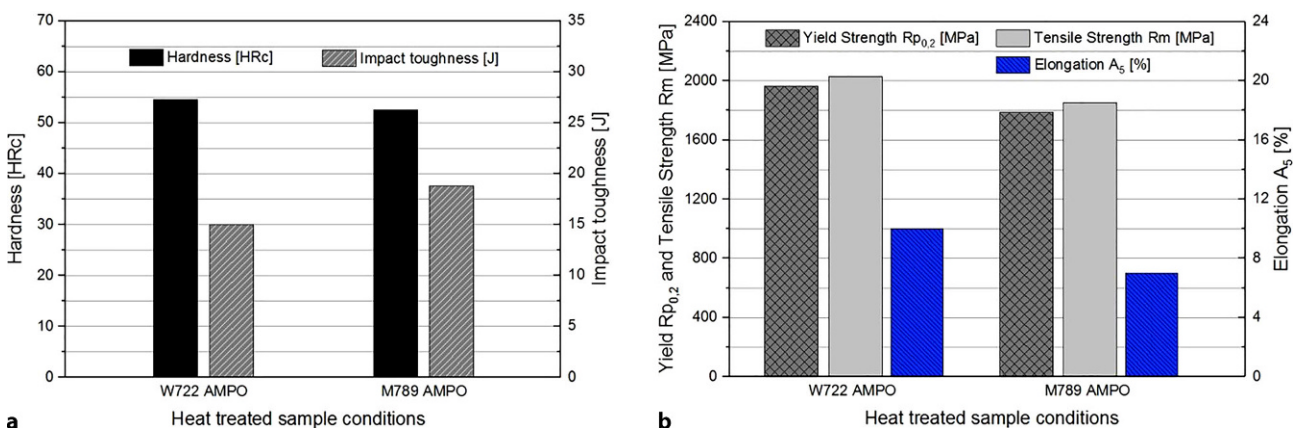 70
60
50
40
30
20
10
0
Hardness [HRc]
Hardness [HRc]
Impact toughness [J]
35
30
25
20
15
10
5
0
Impact toughness [J]
W722 AMPO
M789 AMPO
Heat treated sample conditions
a
2400
2000
1600
1200
800
400
0
Yield Rp0,2 and Tensile Strength Rm [MPa]
Yield Strength Rp0,2 [MPa]
Tensile Strength Rm [MPa]
Elongation A5 [%]
24
20
16
12
8
4
0
Elongation A5
[%]
W722 AMPO
M789 AMPO
Heat treated sample conditions
b